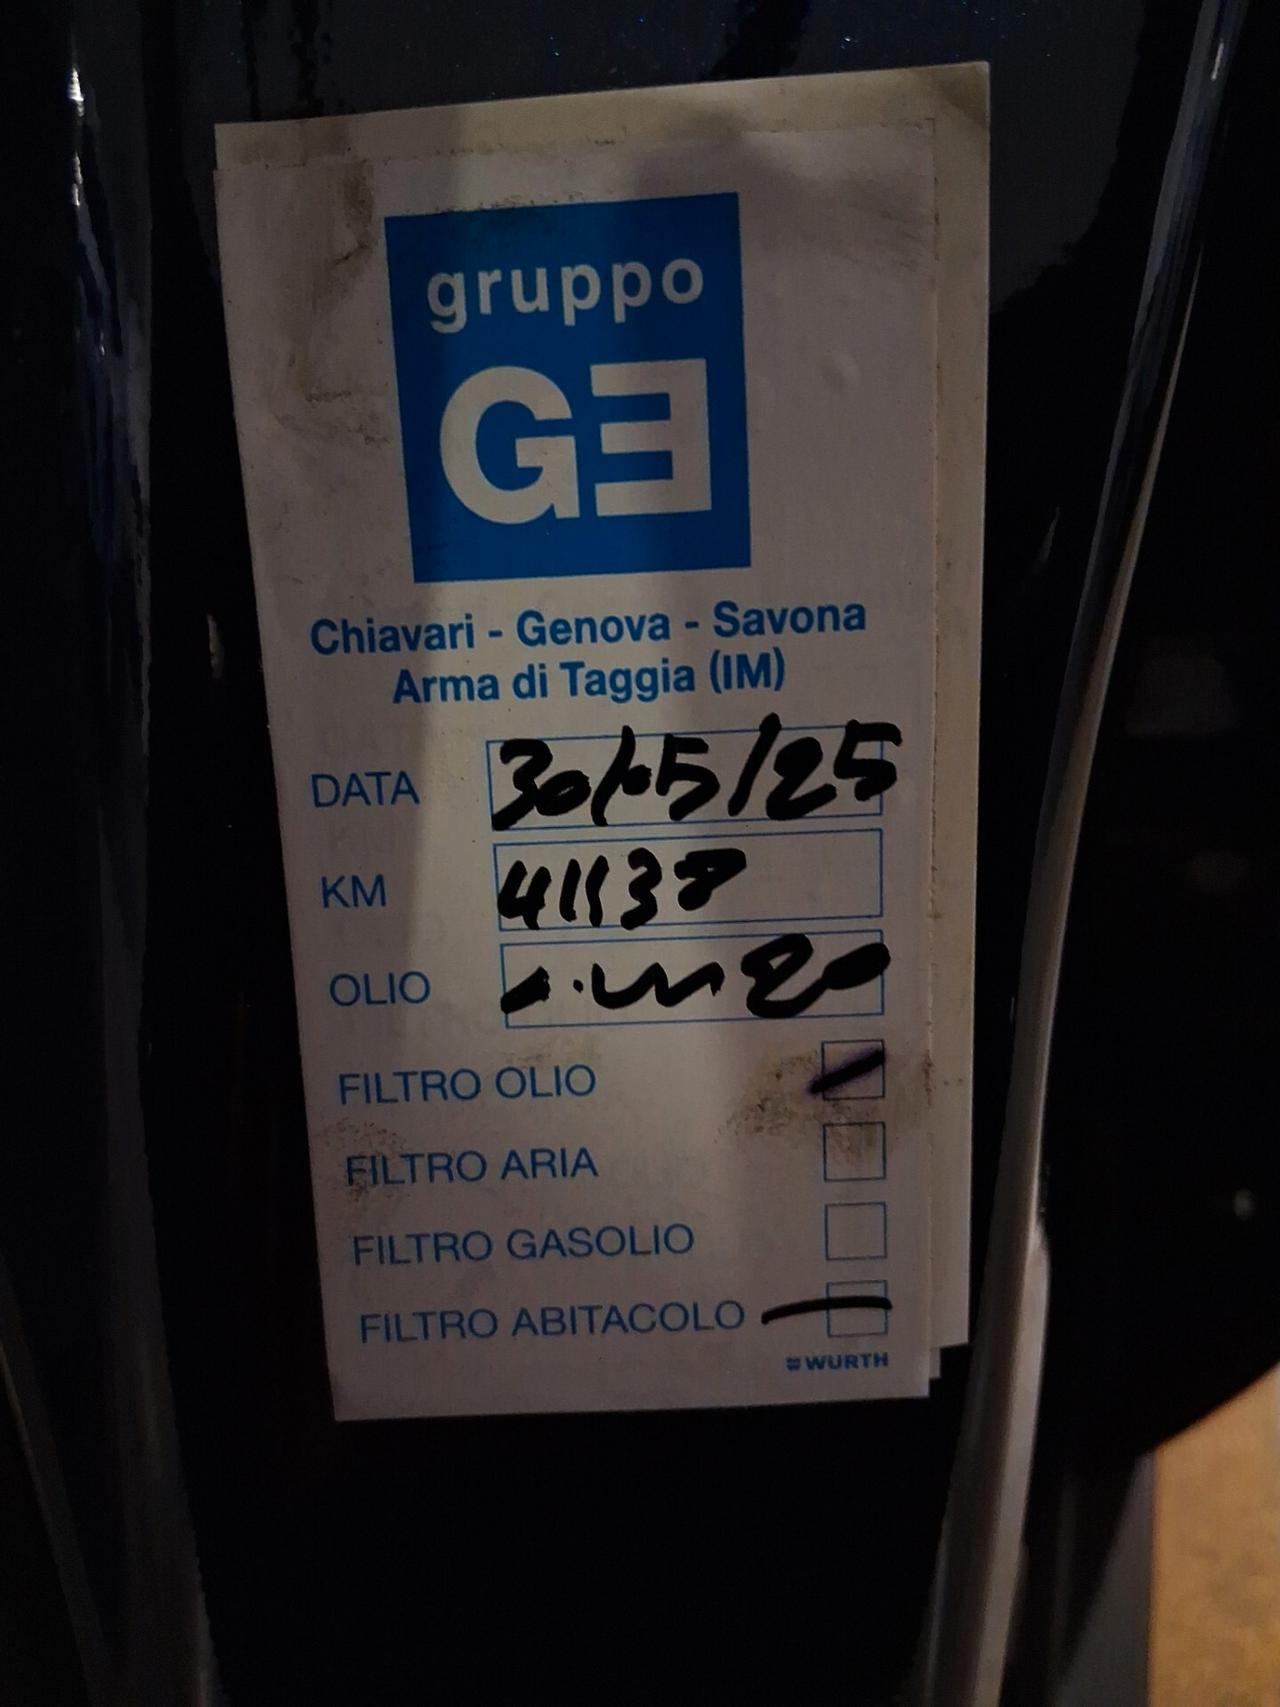 gruppo
GE
Chiavari - Genova - Savona
Arma di Taggia (IM)
DATA 30/05/25
KM 41138
OLIO
FILTRO OLIO
FILTRO ARIA
FILTRO GASOLIO
FILTRO ABITACOLO
WURTH